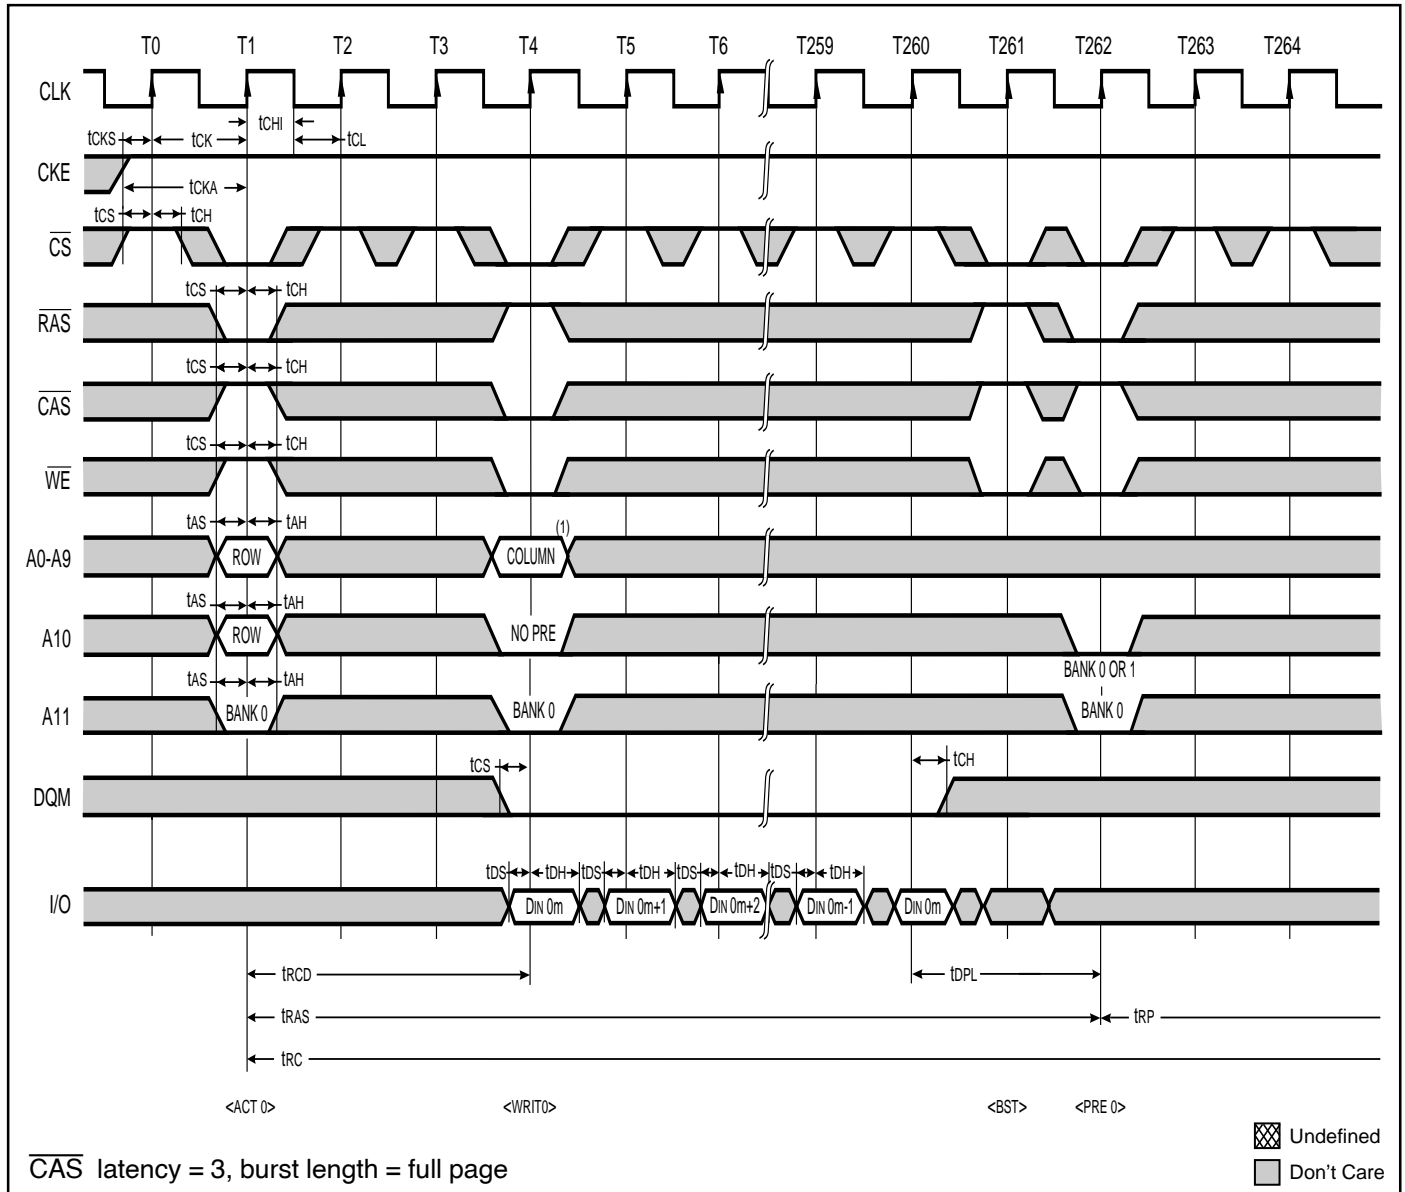 T0 T1 T2 T3 T4 T5 T6 T259 T260 T261 T262 T263 T264
CLK
tCHI
tCKS tCK tCL
CKE
tCKA
tCS tCH
CS
tCS tCH
RAS
tCS tCH
CAS
tCS tCH
WE
tAS tAH (1)
A0-A9 ROW COLUMN
tAS tAH
A10 ROW NO PRE
BANK 0 OR 1
tAS tAH
A11 BANK 0 BANK 0 BANK 0
tCS tCH
DQM
tDS tDH tDS tDH tDS tDH tDS tDH
I/O DIN 0m DIN 0m+1 DIN 0m+2 DIN 0m-1 DIN 0m
tRCD tDPL
tRAS tRP
tRC
<ACT 0> <WRIT0> <BST> <PRE 0>
Undefined
CAS latency = 3, burst length = full page
Don't Care